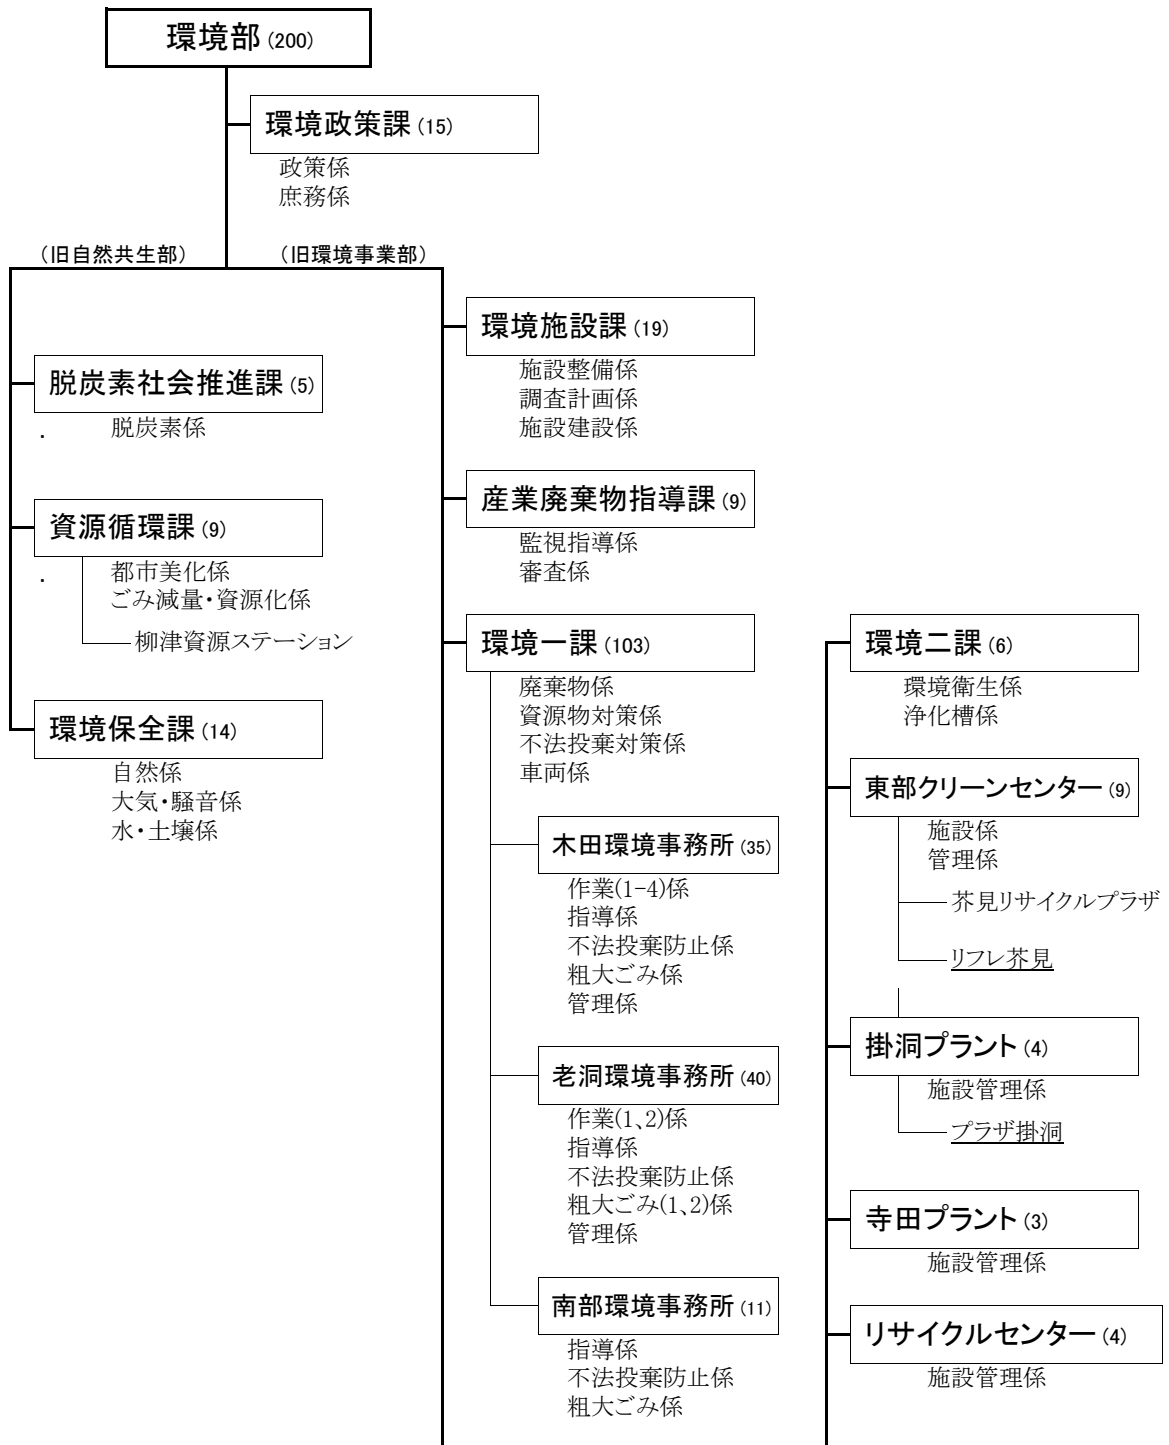 環境部 (200)
環境政策課 (15)
政策係
庶務係
（旧自然共生部）
（旧環境事業部）
脱炭素社会推進課 (5)
. 脱炭素係
資源循環課 (9)
. 都市美化係
ごみ減量・資源化係
柳津資源ステーション
環境保全課 (14)
自然係
大気・騒音係
水・土壌係
環境施設課 (19)
施設整備係
調査計画係
施設建設係
産業廃棄物指導課 (9)
監視指導係
審査係
環境一課 (103)
廃棄物係
資源物対策係
不法投棄対策係
車両係
木田環境事務所 (35)
作業(1-4)係
指導係
不法投棄防止係
粗大ごみ係
管理係
老洞環境事務所 (40)
作業(1、2)係
指導係
不法投棄防止係
粗大ごみ(1、2)係
管理係
南部環境事務所 (11)
指導係
不法投棄防止係
粗大ごみ係
環境二課 (6)
環境衛生係
浄化槽係
東部クリーンセンター (9)
施設係
管理係
芥見リサイクルプラザ
リフレ芥見
掛洞プラント (4)
施設管理係
プラザ掛洞
寺田プラント (3)
施設管理係
リサイクルセンター (4)
施設管理係